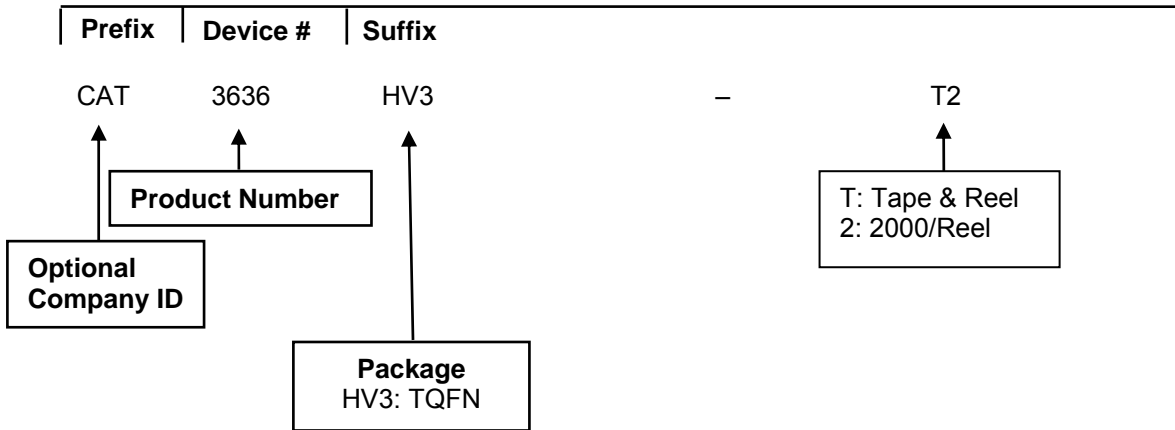 Prefix Device # Suffix
CAT 3636 HV3 – T2
Product Number
T: Tape & Reel
2: 2000/Reel
Optional
Company ID
Package
HV3: TQFN